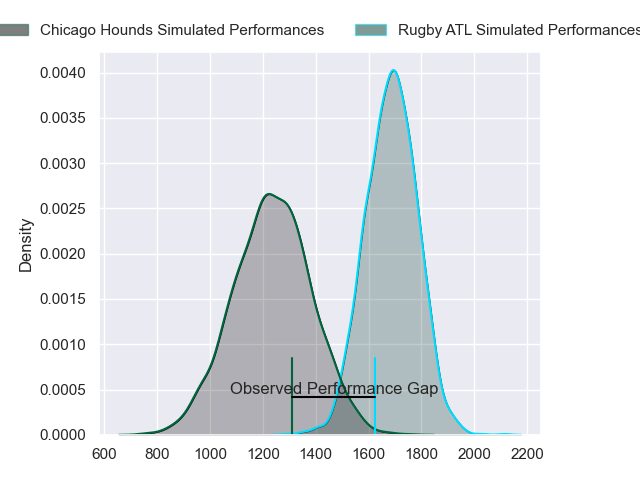 Chicago Hounds Simulated Performances Rugby ATL Simulated Performances
0.0040
0.0035
0.0030
0.0025
0.0020
0.0015
0.0010
0.0005
0.0000
Density
Observed Performance Gap
600 800 1000 1200 1400 1600 1800 2000 2200